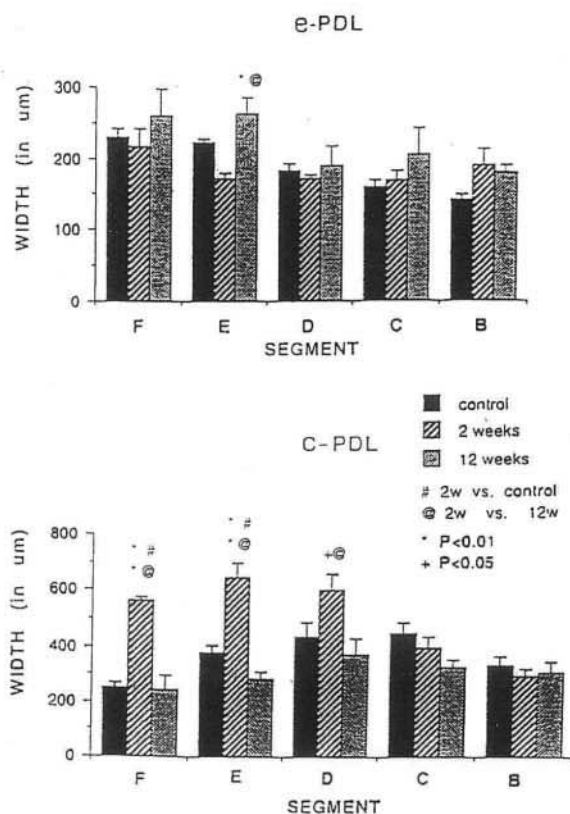 e-PDL
WIDTH (in um)
300
200
100
0
* @
F E D C B
SEGMENT
control
2 weeks
12 weeks
# 2w vs. control
@ 2w vs. 12w
* P<0.01
+ P<0.05
C-PDL
WIDTH (in um)
800
600
400
200
0
* #
* @
* #
* @
+@
F E D C B
SEGMENT